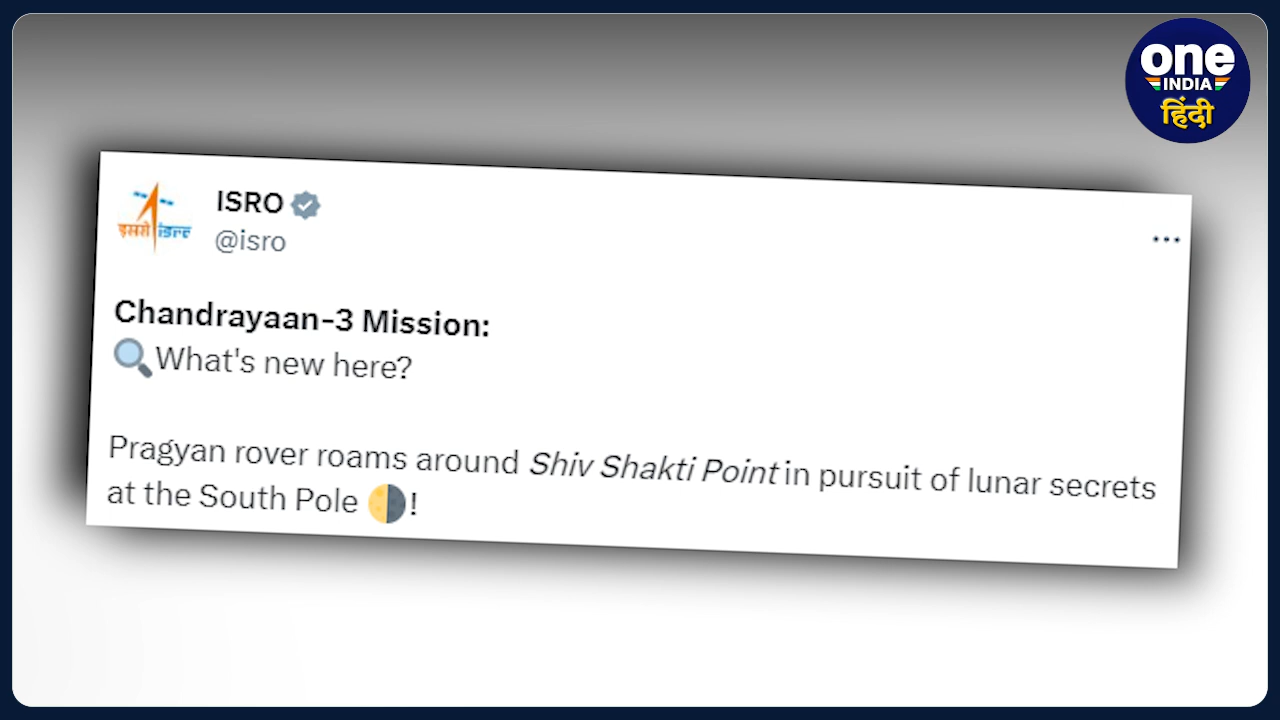 one
INDIA
हिंदी
इसरो isro
ISRO
@isro
Chandrayaan-3 Mission:
🔍What's new here?
Pragyan rover roams around Shiv Shakti Point in pursuit of lunar secrets
at the South Pole 🌗!